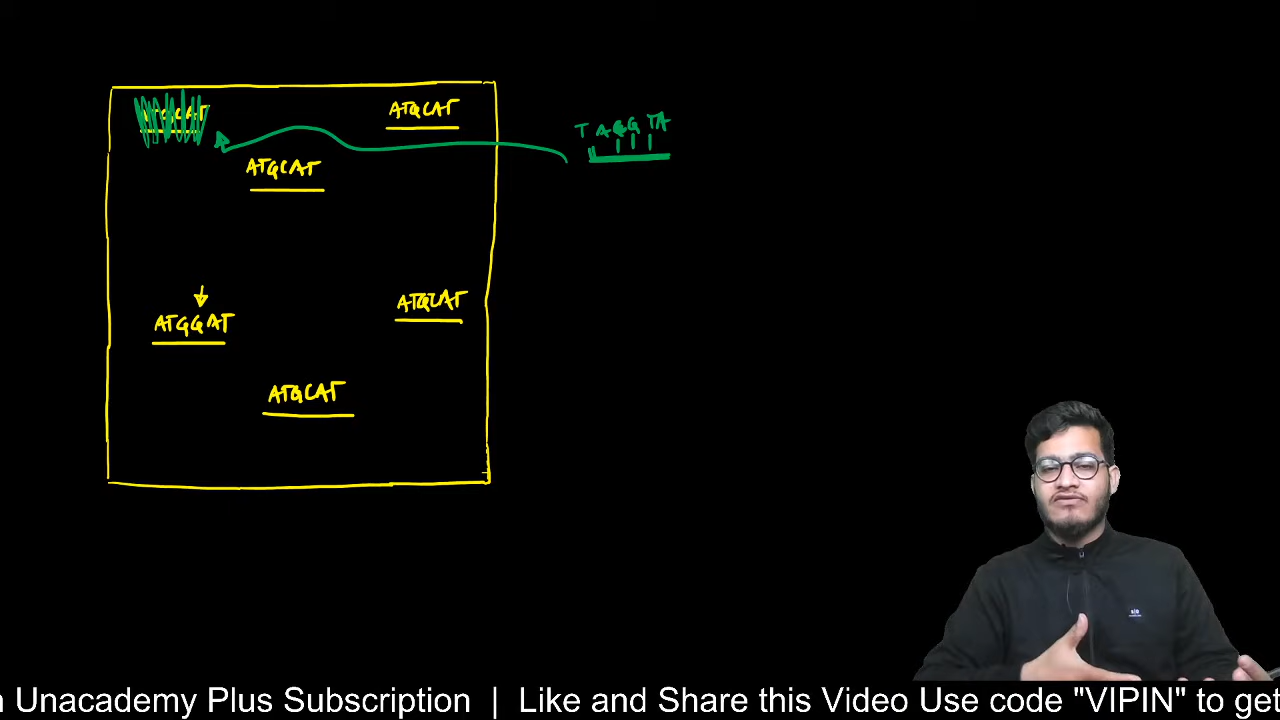 ATGCAT
ATGCAT
TAGGTA
ATGCAT
ATGCAT
ATGGAT
ATGCAT
Unacademy Plus Subscription | Like and Share this Video Use code "VIPIN" to get